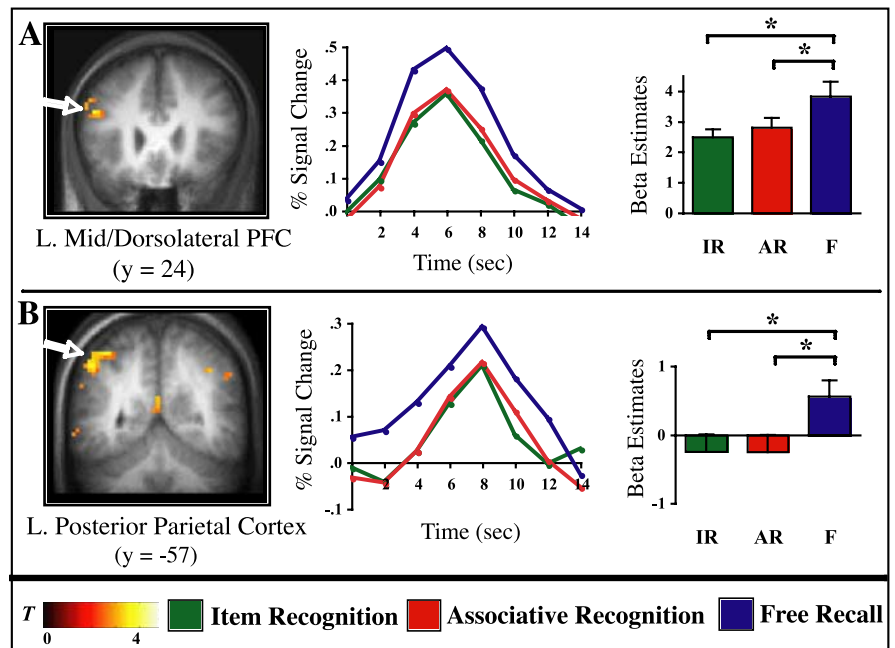 A
L. Mid/Dorsolateral PFC
(y = 24)
% Signal Change
.5
.4
.3
.2
.1
.0
2 4 6 8 10 12 14
Time (sec)
Beta Estimates
4
3
2
1
0
IR AR F
*
*
B
L. Posterior Parietal Cortex
(y = -57)
% Signal Change
.3
.2
.1
.0
-.1
2 4 6 8 10 12 14
Time (sec)
Beta Estimates
1
0
-1
IR AR F
*
*
T
0 4
Item Recognition Associative Recognition Free Recall